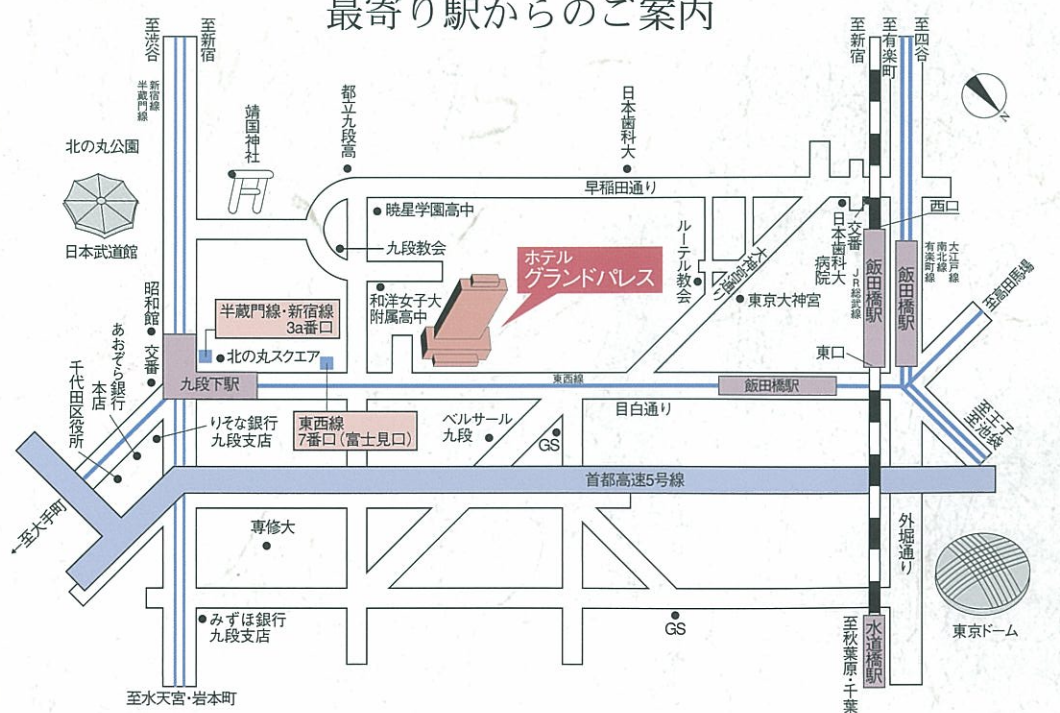 最寄り駅からのご案内
至渋谷
至新宿
新宿線
半蔵門線
北の丸公園
日本武道館
靖国神社
都立九段高
日本歯科大
早稲田通り
至新宿
至有楽町
至四谷
N
西口
暁星学園高中
九段教会
和洋女子大
附属高中
ホテル
グランドパレス
ルーテル教会
大神宮通り
東京大神宮
日本歯科大
病院
交番
JR総武線
飯田橋駅
飯田橋駅
大江戸線
南北線
有楽町線
至高田馬場
東口
昭和館
交番
あおぞら銀行
本店
千代田区役所
半蔵門線・新宿線
3a番口
北の丸スクエア
九段下駅
東西線
飯田橋駅
目白通り
りそな銀行
九段支店
東西線
7番口(富士見口)
ベルサール
九段
GS
至王子
至池袋
首都高速5号線
←至大手町
専修大
外堀通り
東京ドーム
みずほ銀行
九段支店
GS
水道橋駅
至秋葉原・千葉
至水天宮・岩本町